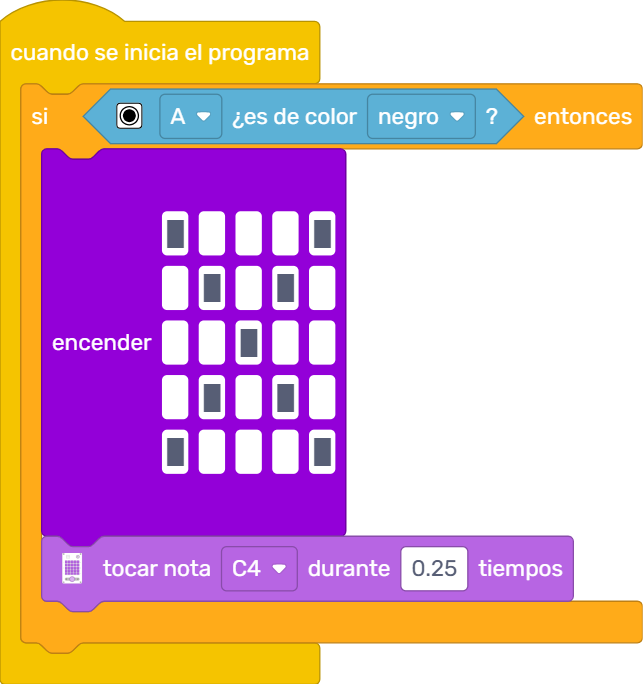 cuando se inicia el programa
si A ¿es de color negro ? entonces
encender
tocar nota C4 durante 0.25 tiempos